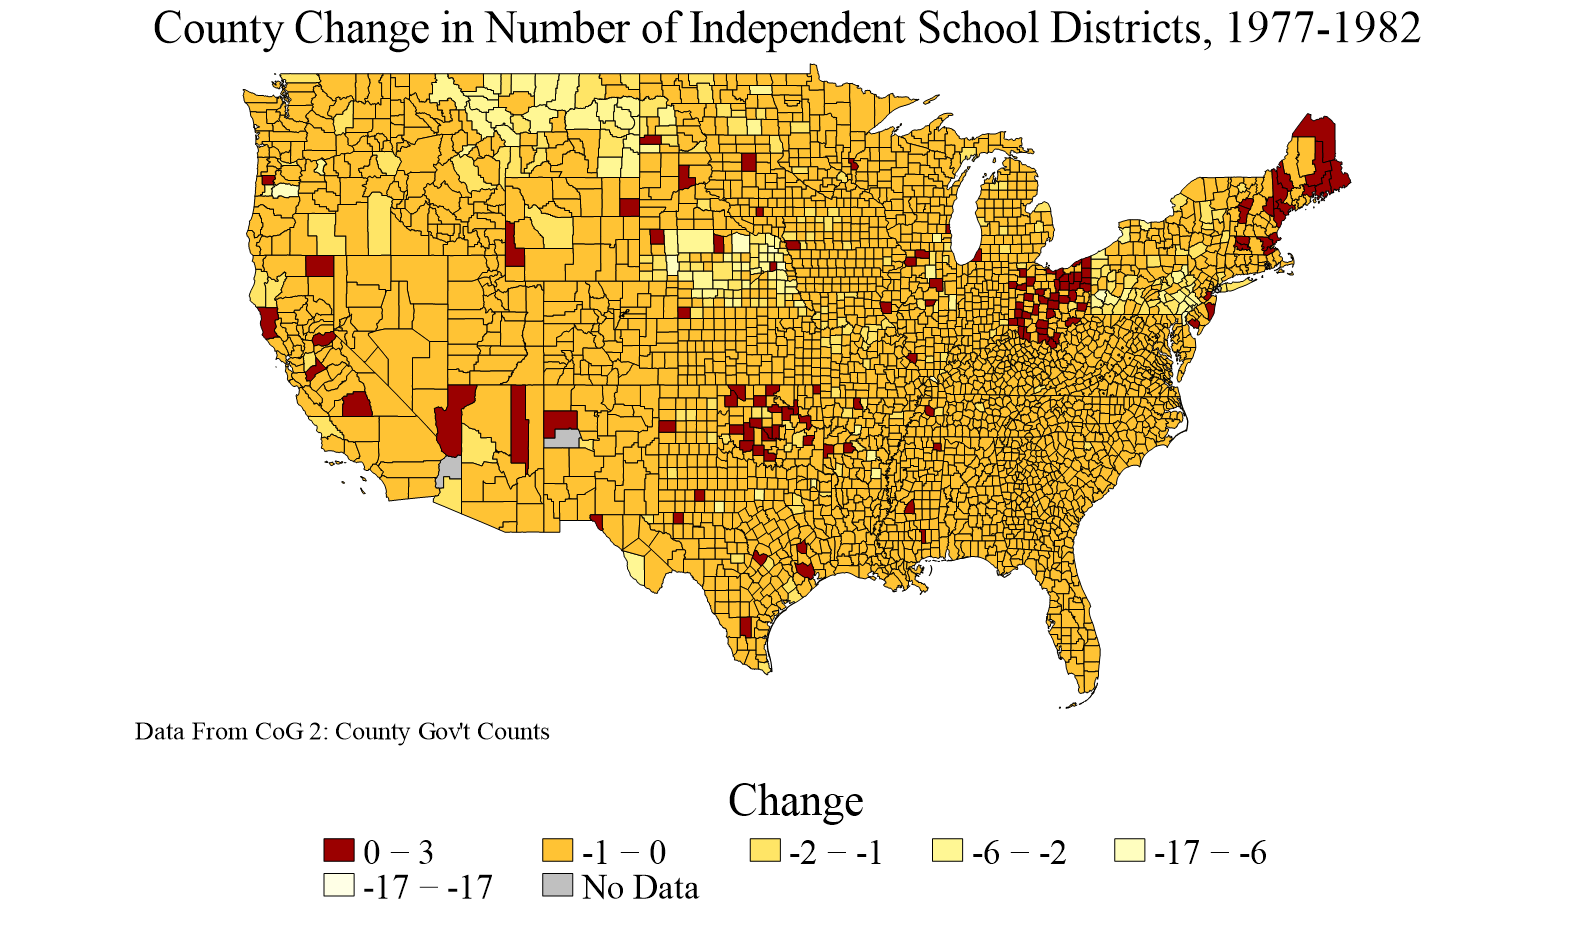 County Change in Number of Independent School Districts, 1977-1982
Data From CoG 2: County Gov't Counts
Change
0 − 3
-1 − 0
-2 − -1
-6 − -2
-17 − -6
-17 − -17
No Data